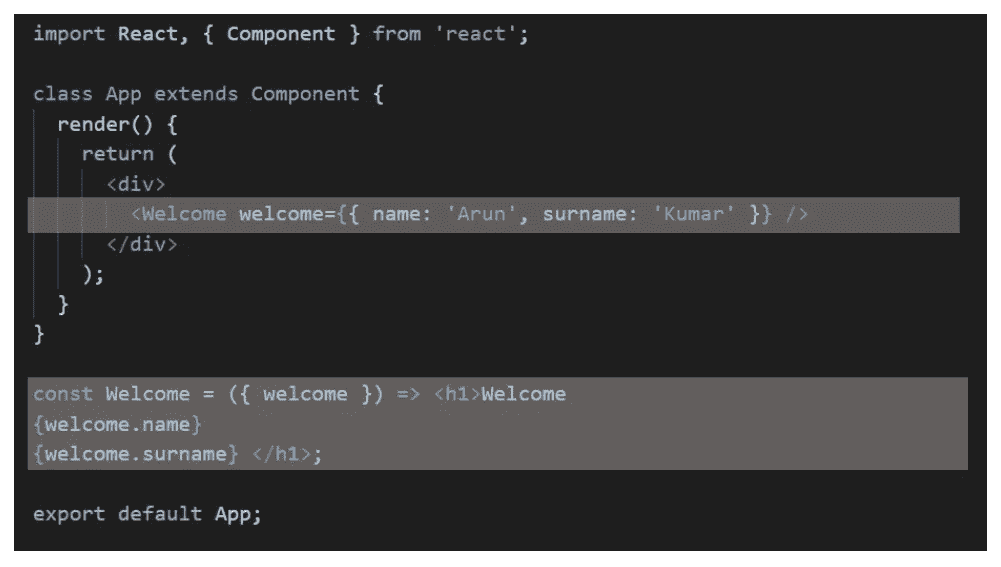 import React, { Component } from 'react';
class App extends Component {
render() {
return (
<div>
<Welcome welcome={{ name: 'Arun', surname: 'Kumar' }} />
</div>
);
}
}
const Welcome = ({ welcome }) => <h1>Welcome
{welcome.name}
{welcome.surname} </h1>;
export default App;